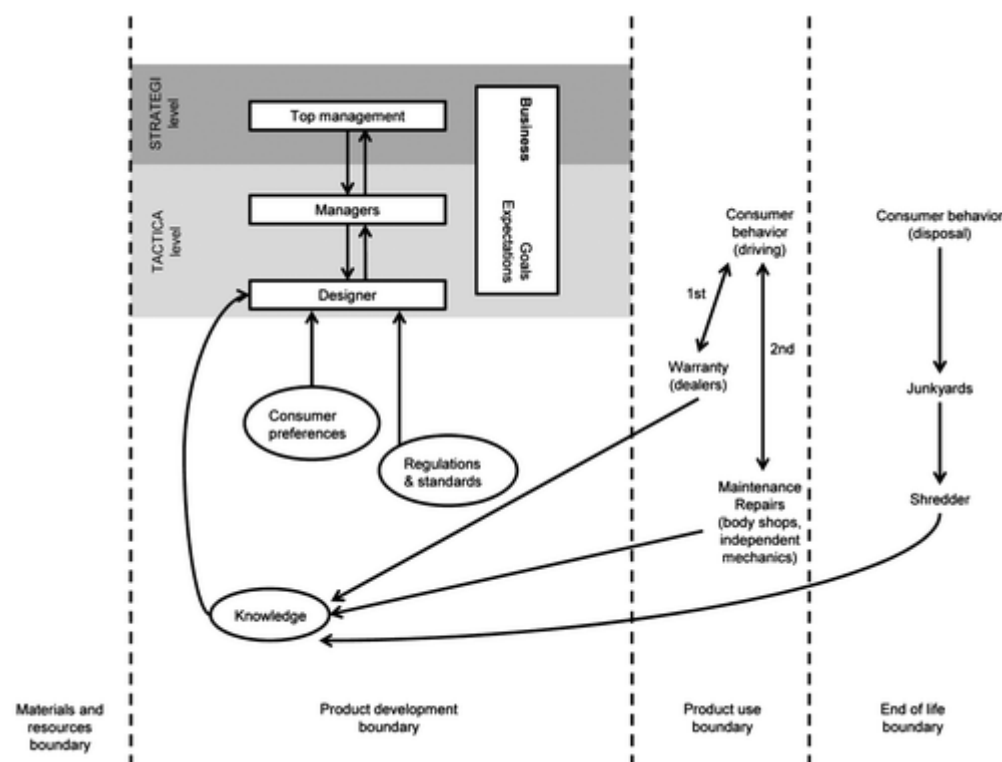 STRATEGI
level
Top management
Business
TACTICA
level
Managers
Goals
Expectations
Designer
Consumer
preferences
Regulations
& standards
Knowledge
Consumer
behavior
(driving)
1st
2nd
Warranty
(dealers)
Maintenance
Repairs
(body shops,
independent
mechanics)
Consumer behavior
(disposal)
Junkyards
Shredder
Materials and
resources
boundary
Product development
boundary
Product use
boundary
End of life
boundary